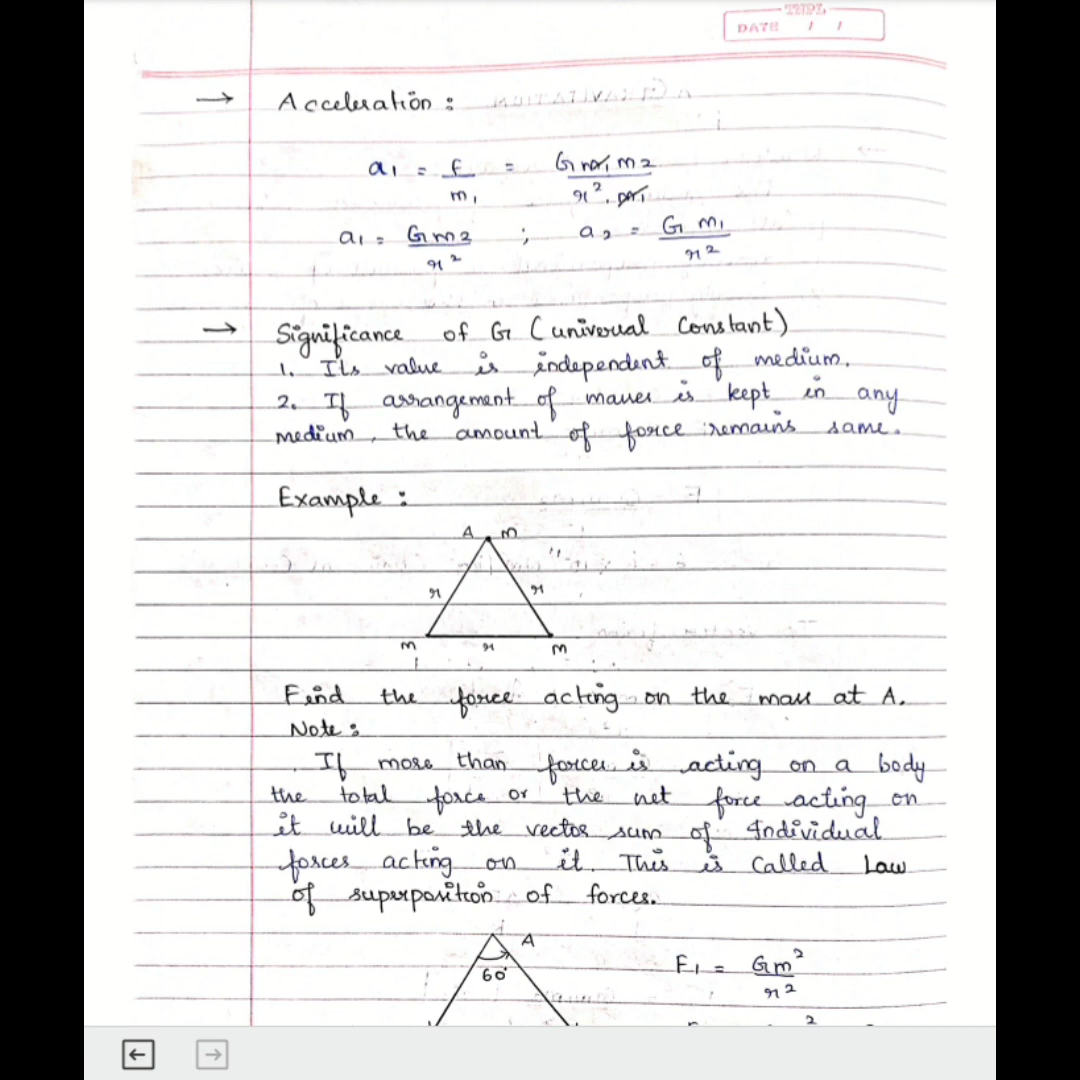 THPL
DATE / /
→ Acceleration :
a1 = F/m1 = Gm1m2/r².m1
a1 = Gm2/r² ; a2 = Gm1/r²
→ Significance of G (universal Constant)
1. Its value is independent of medium.
2. If arrangement of masses is kept in any
medium, the amount of force remains same.
Example :
A m
r r
m r m
Find the force acting on the mass at A.
Note :
If more than forces is acting on a body
the total force or the net force acting on
it will be the vector sum of Individual
forces acting on it. This is Called Law
of superposition of forces.
A
60° F1 = Gm²/r²